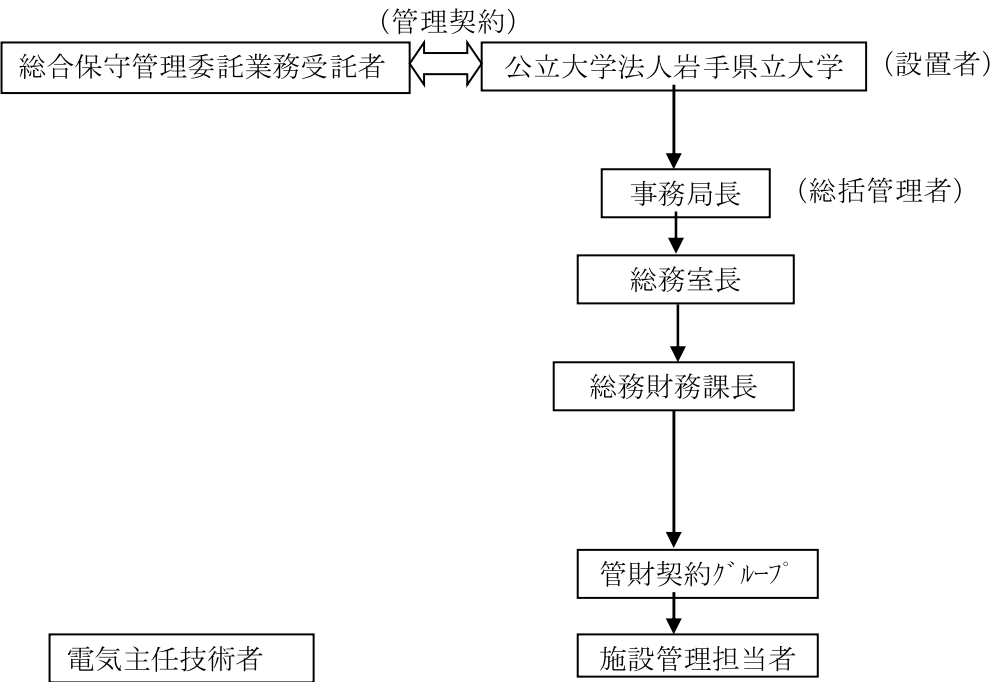 （管理契約）
総合保守管理委託業務受託者
公立大学法人岩手県立大学
（設置者）
事務局長
（総括管理者）
総務室長
総務財務課長
管財契約ｸﾞﾙｰﾌﾟ
電気主任技術者
施設管理担当者